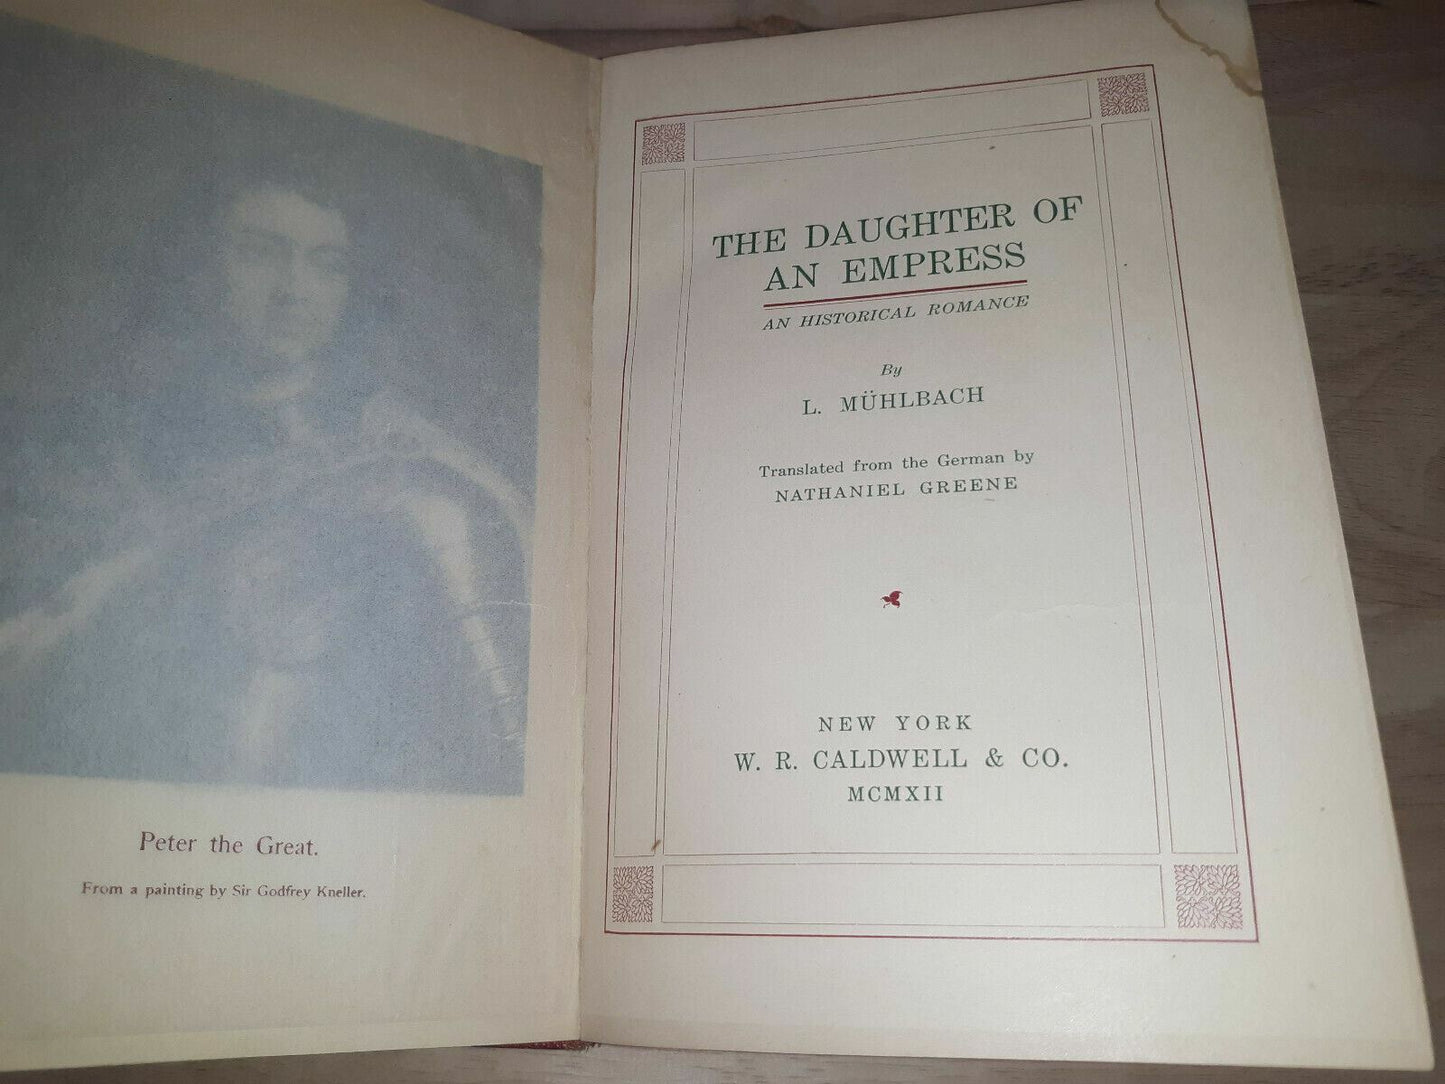 Peter the Great.
From a painting by Sir Godfrey Kneller.
THE DAUGHTER OF
AN EMPRESS
AN HISTORICAL ROMANCE
By
L. MÜHLBACH
Translated from the German by
NATHANIEL GREENE
NEW YORK
W. R. CALDWELL & CO.
MCMXII